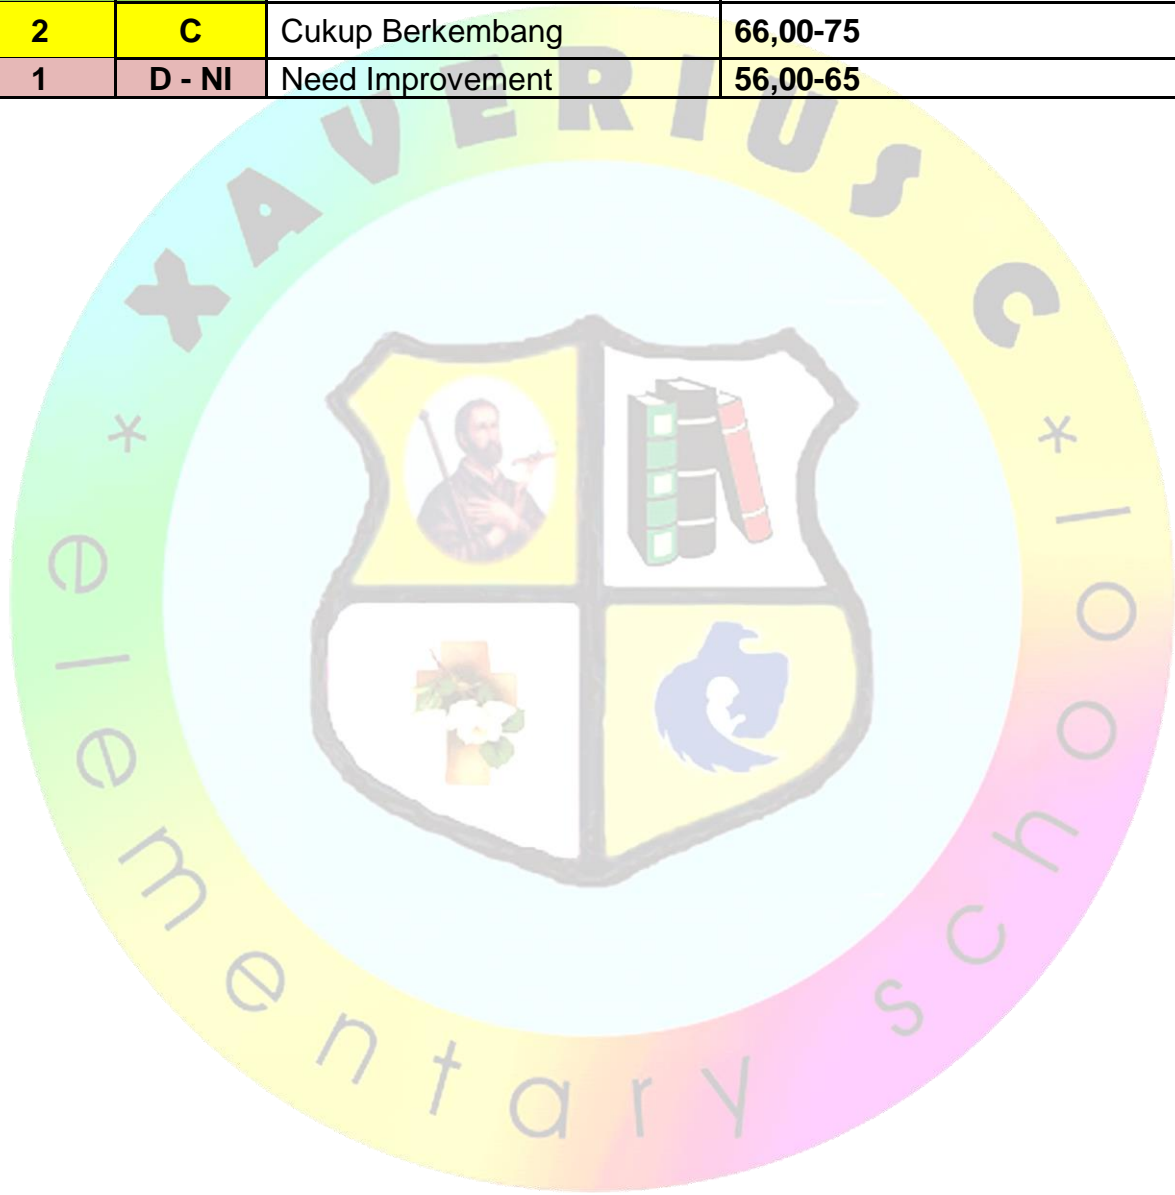 2 C Cukup Berkembang 66,00-75
1 D - NI Need Improvement 56,00-65
XAVERIUS C
* elementary school *